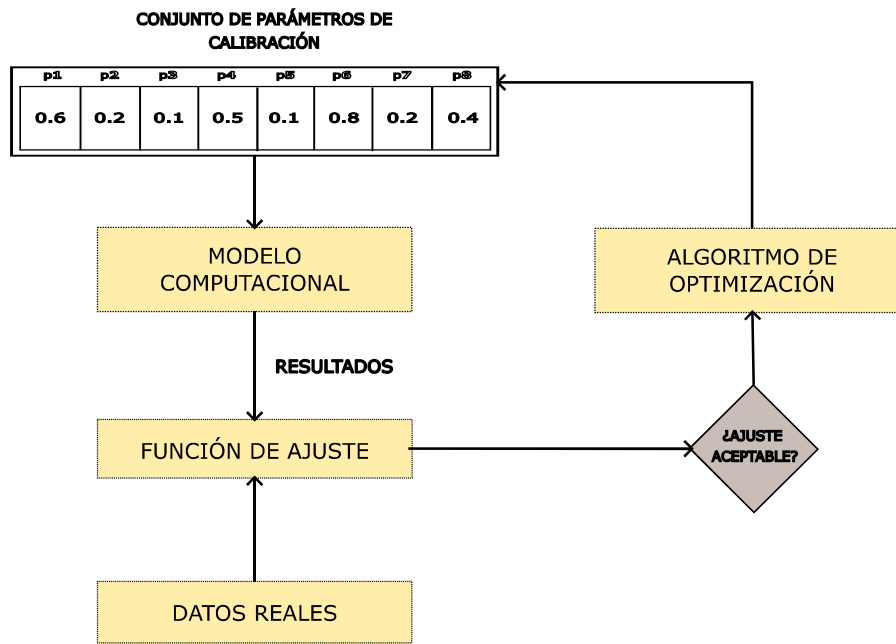 CONJUNTO DE PARÁMETROS DE
CALIBRACIÓN
p1 p2 p3 p4 p5 p6 p7 p8
0.6 0.2 0.1 0.5 0.1 0.8 0.2 0.4
MODELO
COMPUTACIONAL
ALGORITMO DE
OPTIMIZACIÓN
RESULTADOS
FUNCIÓN DE AJUSTE
¿AJUSTE
ACEPTABLE?
DATOS REALES